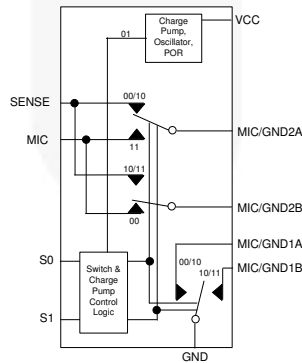 Charge
Pump,
Oscillator,
POR
VCC
01
SENSE
00/10
MIC
11
MIC/GND2A
10/11
00
MIC/GND2B
MIC/GND1A
S0
00/10
10/11
MIC/GND1B
Switch &
Charge
Pump
Control
Logic
S1
GND